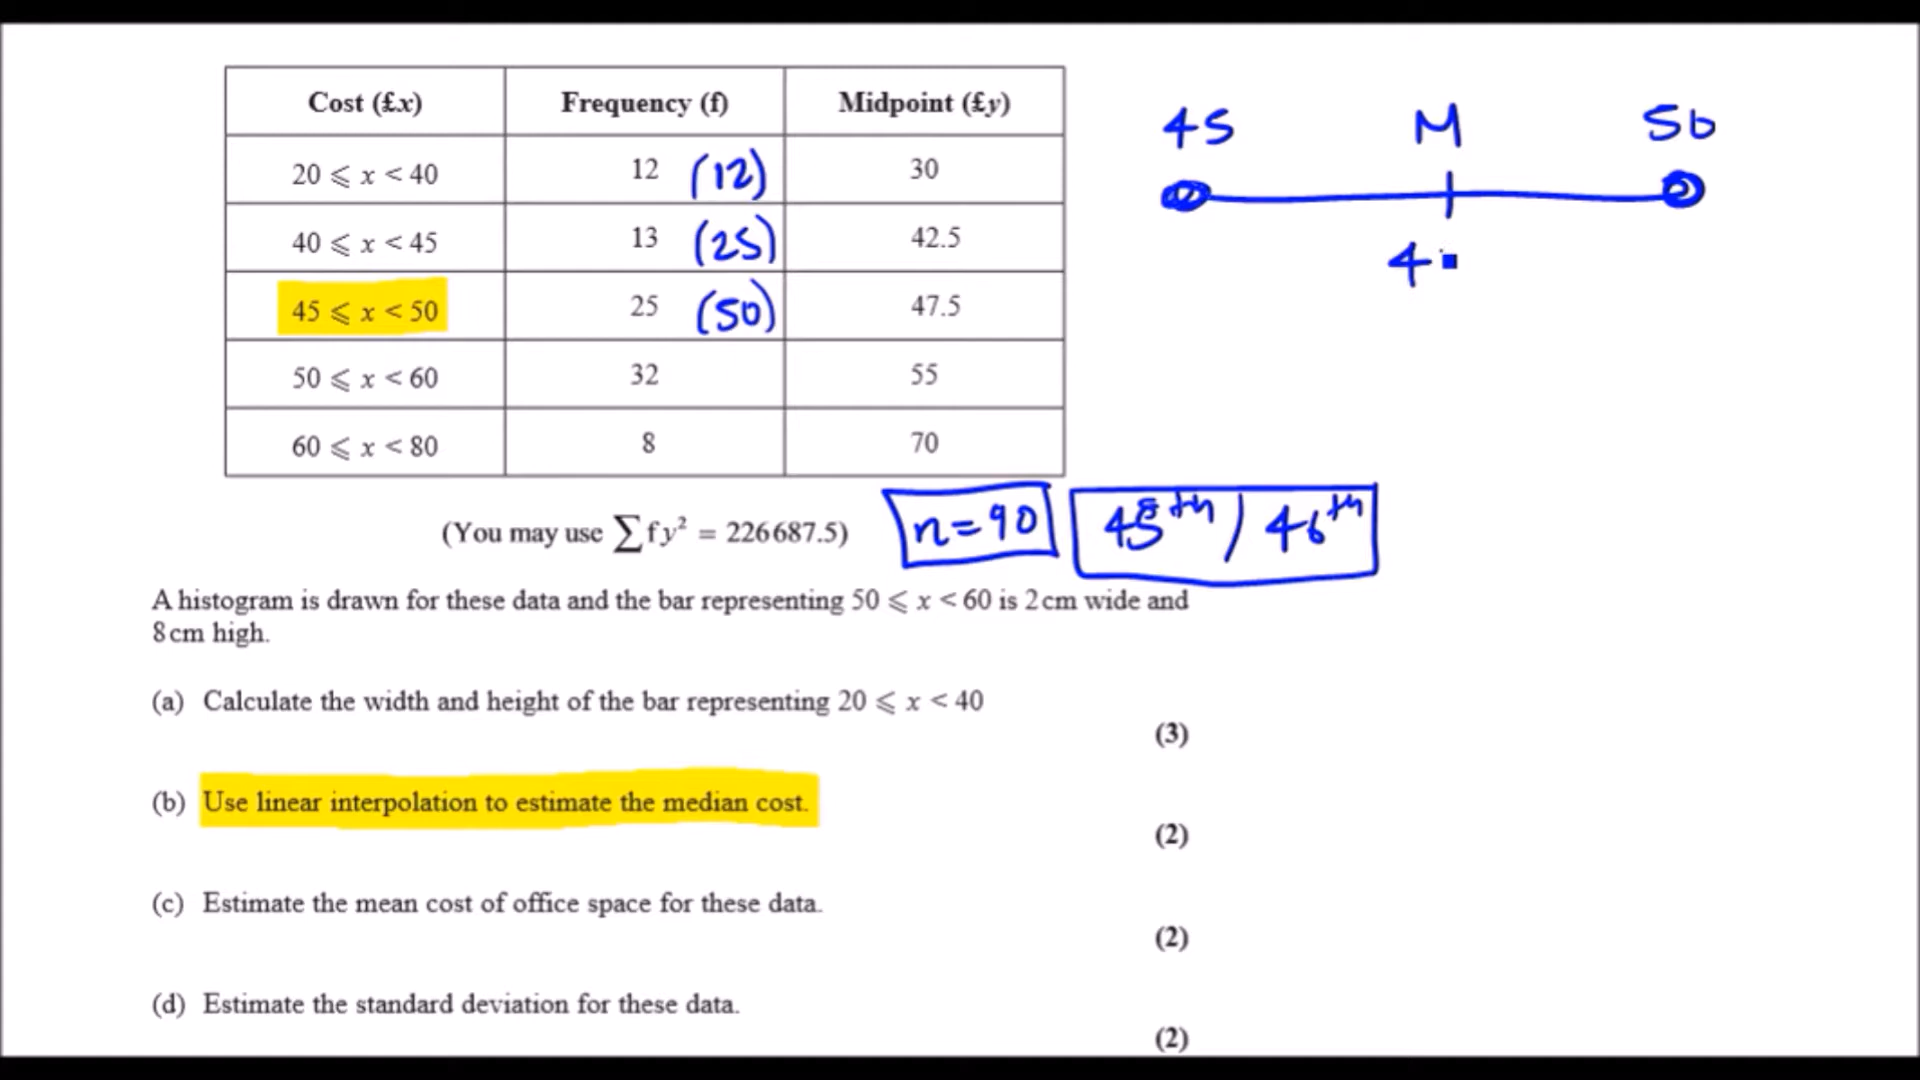 Cost (£x) Frequency (f) Midpoint (£y)
45 M 50
20 ⩽ x < 40 12 (12) 30
40 ⩽ x < 45 13 (25) 42.5
4
45 ⩽ x < 50 25 (50) 47.5
50 ⩽ x < 60 32 55
60 ⩽ x < 80 8 70
(You may use ∑fy² = 226687.5) n=90 45th / 46th
A histogram is drawn for these data and the bar representing 50 ⩽ x < 60 is 2cm wide and
8cm high.
(a) Calculate the width and height of the bar representing 20 ⩽ x < 40
(3)
(b) Use linear interpolation to estimate the median cost.
(2)
(c) Estimate the mean cost of office space for these data.
(2)
(d) Estimate the standard deviation for these data.
(2)